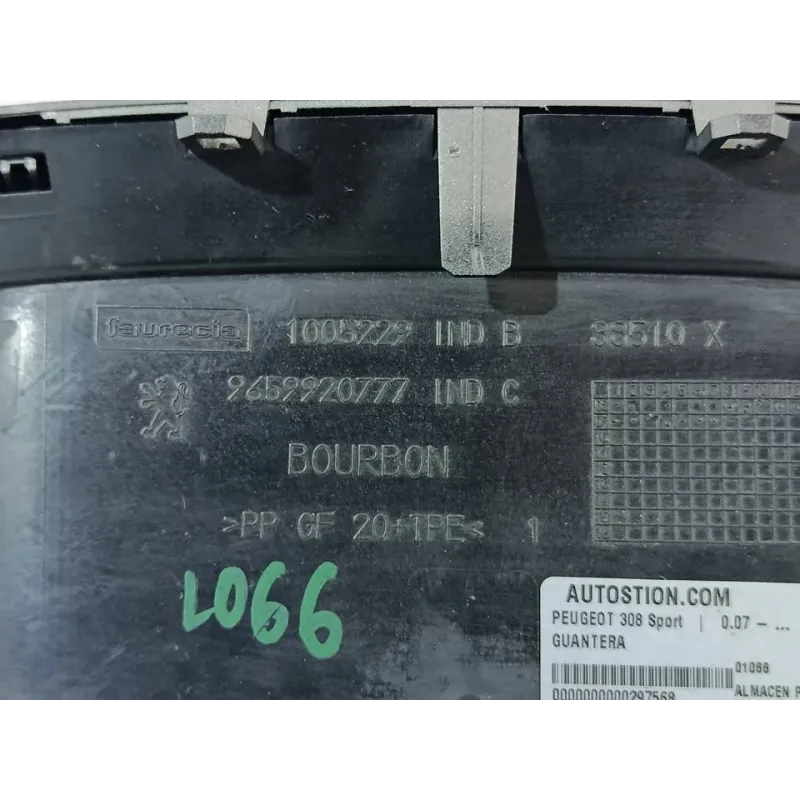 faurecia 1005229 IND B 38510 X
9659920777 IND C
BOURBON
>PP GF 20+TPE< 1
L066
AUTOSTION.COM
PEUGEOT 308 Sport | 0.07 - ...
GUANTERA
01066
0000000000297568 ALMACEN P